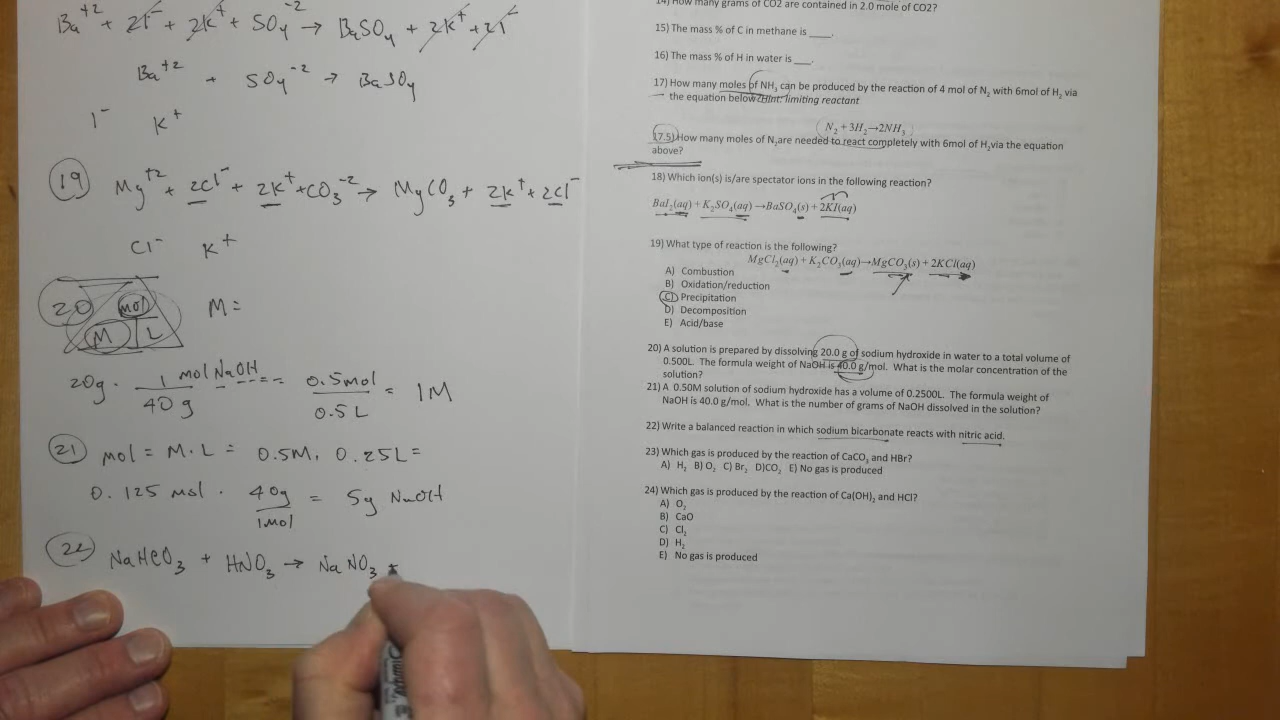 Ba+2 + 2I- + 2K+ + SO4-2 → BaSO4 + 2K+ + 2I-
Ba+2 + SO4-2 → BaSO4
I- K+
19 Mg+2 + 2Cl- + 2K+ + CO3-2 → MgCO3 + 2K+ + 2Cl-
Cl- K+
20 mol M = 
M L
20g · 1 mol NaOH = 0.5mol = 1M
40 g 0.5 L
21 mol = M·L = 0.5M · 0.25L =
0.125 mol · 40g = 5g NaOH
1mol
22 NaHCO3 + HNO3 → NaNO3 +
14) How many grams of CO2 are contained in 2.0 mole of CO2?
15) The mass % of C in methane is ____.
16) The mass % of H in water is ___.
17) How many moles of NH3 can be produced by the reaction of 4 mol of N2 with 6mol of H2 via
the equation below? Hint: limiting reactant
N2 + 3H2→2NH3
17.5) How many moles of N2are needed to react completely with 6mol of H2via the equation
above?
18) Which ion(s) is/are spectator ions in the following reaction?
BaI2(aq) + K2SO4(aq) →BaSO4(s) + 2KI(aq)
19) What type of reaction is the following?
MgCl2(aq) + K2CO3(aq)→MgCO3(s) + 2KCl(aq)
A) Combustion
B) Oxidation/reduction
C) Precipitation
D) Decomposition
E) Acid/base
20) A solution is prepared by dissolving 20.0 g of sodium hydroxide in water to a total volume of
0.500L. The formula weight of NaOH is 40.0 g/mol. What is the molar concentration of the
solution?
21) A 0.50M solution of sodium hydroxide has a volume of 0.2500L. The formula weight of
NaOH is 40.0 g/mol. What is the number of grams of NaOH dissolved in the solution?
22) Write a balanced reaction in which sodium bicarbonate reacts with nitric acid.
23) Which gas is produced by the reaction of CaCO3 and HBr?
A) H2 B) O2 C) Br2 D)CO2 E) No gas is produced
24) Which gas is produced by the reaction of Ca(OH)2 and HCl?
A) O2
B) CaO
C) Cl2
D) H2
E) No gas is produced